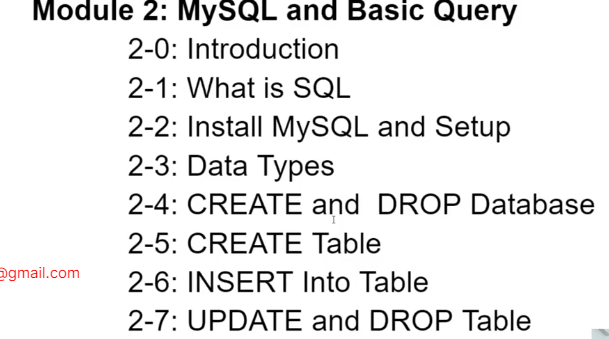 Module 2: MySQL and Basic Query
2-0: Introduction
2-1: What is SQL
2-2: Install MySQL and Setup
2-3: Data Types
2-4: CREATE and  DROP Database
2-5: CREATE Table
@gmail.com
2-6: INSERT Into Table
2-7: UPDATE and DROP Table